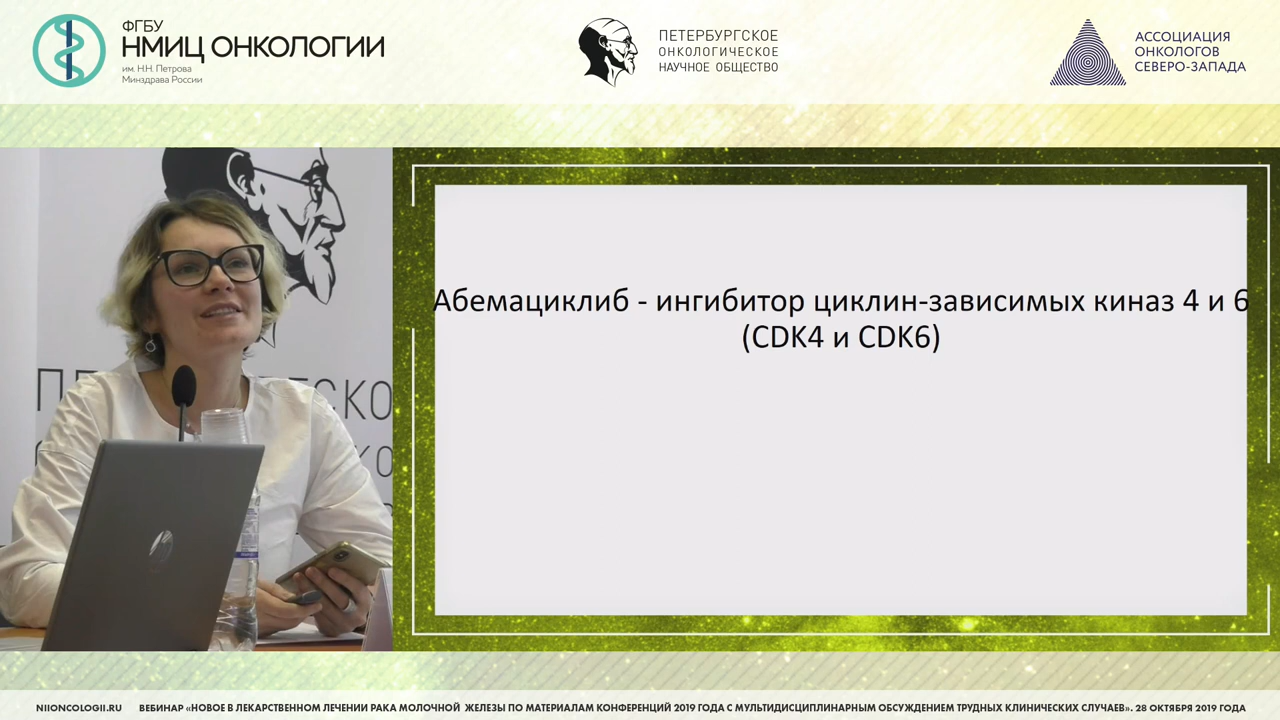 ФГБУ
НМИЦ ОНКОЛОГИИ
им. Н.Н. Петрова
Минздрава России
ПЕТЕРБУРГСКОЕ
ОНКОЛОГИЧЕСКОЕ
НАУЧНОЕ ОБЩЕСТВО
АССОЦИАЦИЯ
ОНКОЛОГОВ
СЕВЕРО-ЗАПАДА
Абемациклиб - ингибитор циклин-зависимых киназ 4 и 6
(CDK4 и CDK6)
NIIONCOLOGII.RU ВЕБИНАР «НОВОЕ В ЛЕКАРСТВЕННОМ ЛЕЧЕНИИ РАКА МОЛОЧНОЙ ЖЕЛЕЗЫ ПО МАТЕРИАЛАМ КОНФЕРЕНЦИЙ 2019 ГОДА С МУЛЬТИДИСЦИПЛИНАРНЫМ ОБСУЖДЕНИЕМ ТРУДНЫХ КЛИНИЧЕСКИХ СЛУЧАЕВ». 28 ОКТЯБРЯ 2019 ГОДА